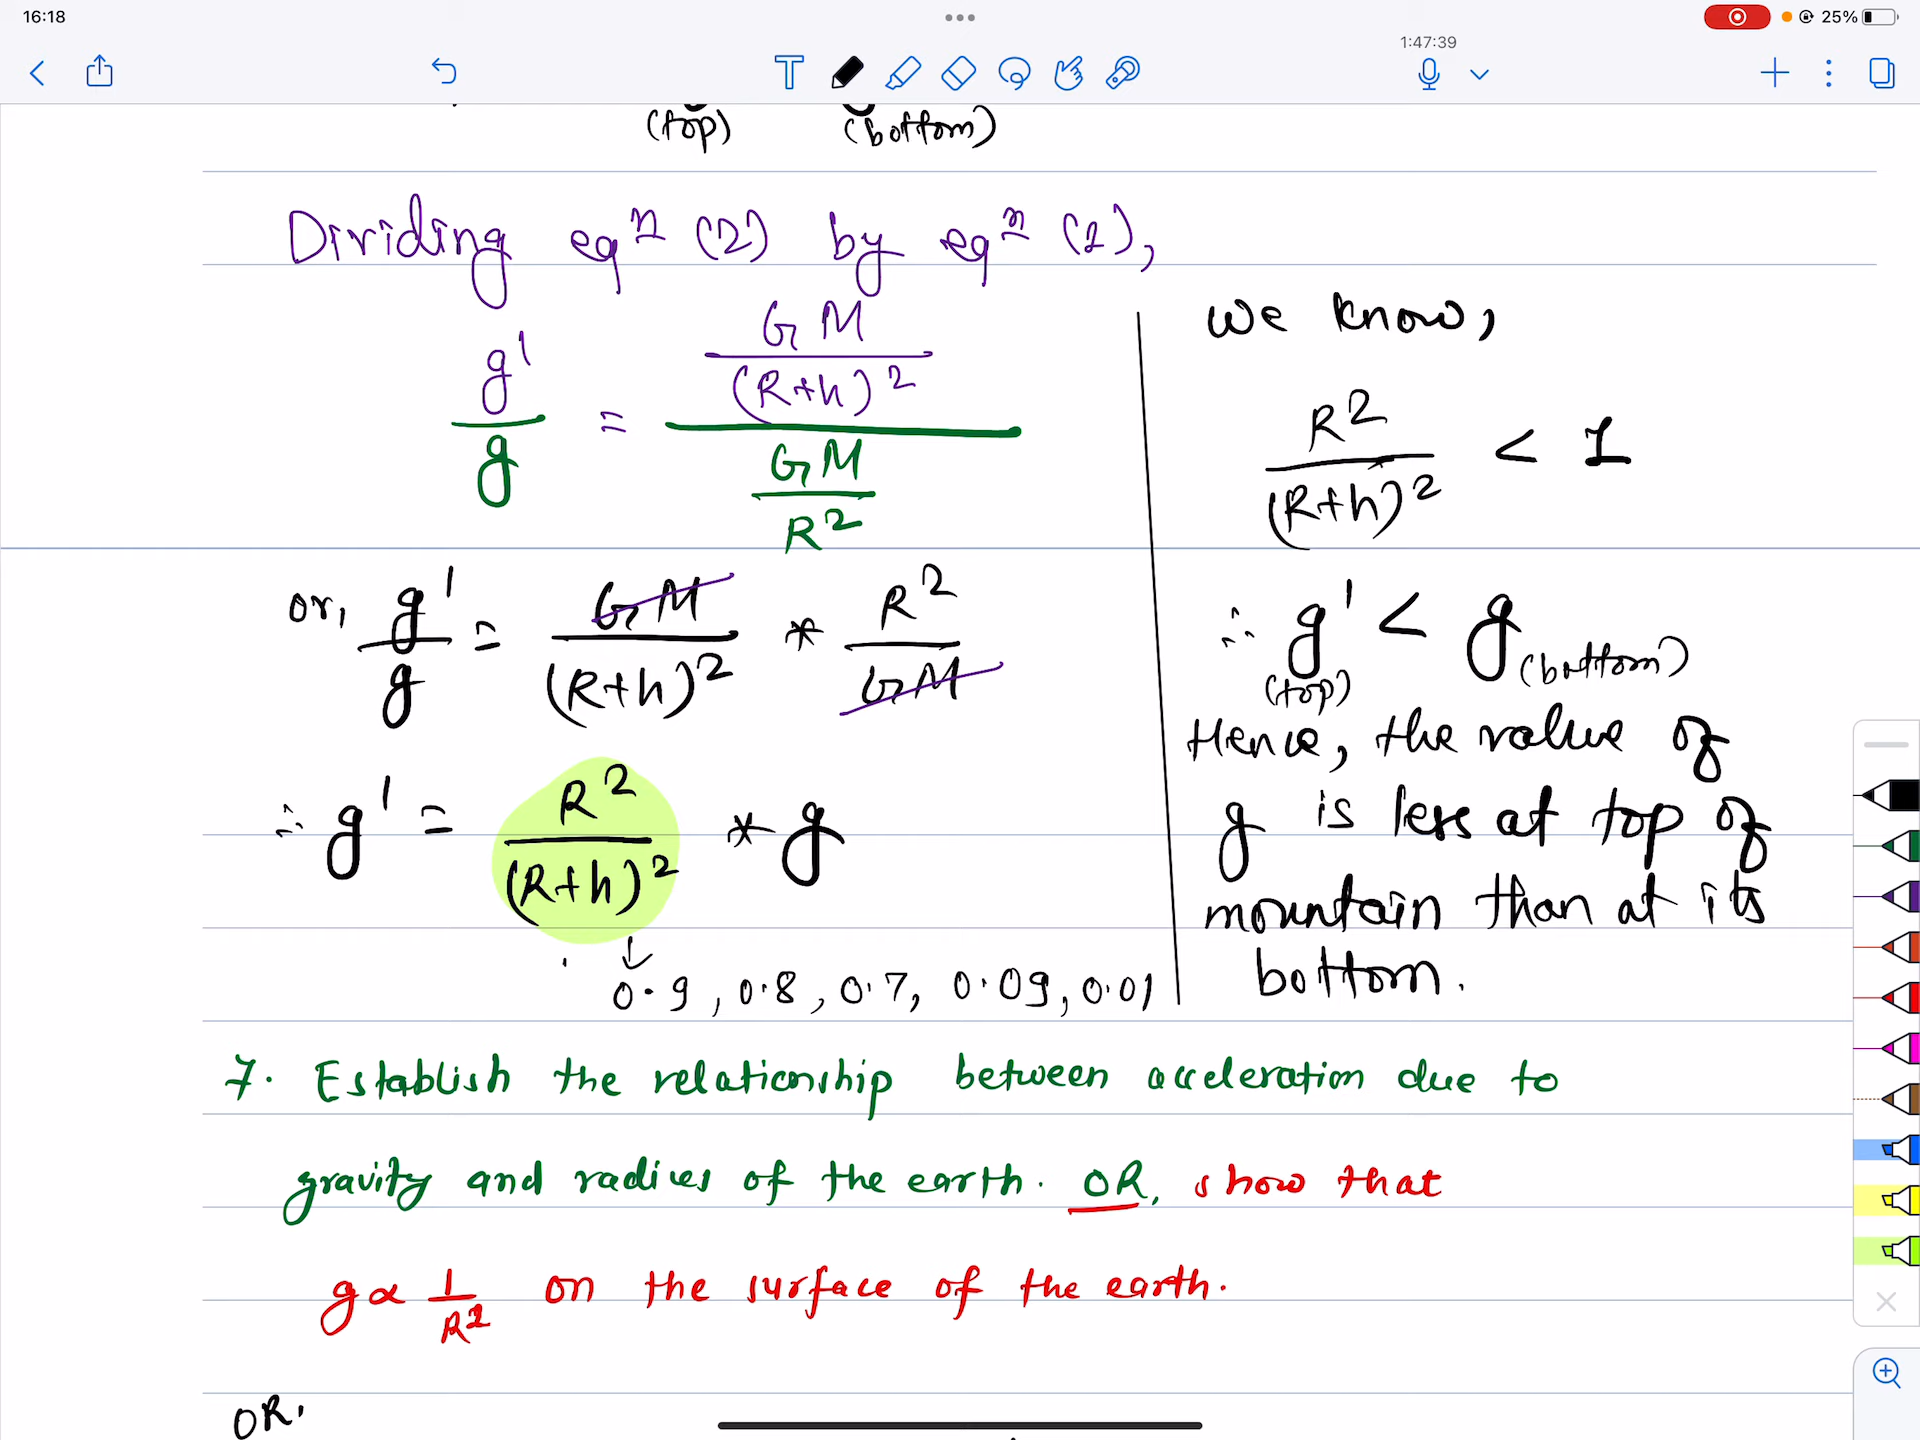 16:18
25%
1:47:39
(top) (bottom)
Dividing eqⁿ (2) by eqⁿ (1),
g'/g = (GM/(R+h)²)/(GM/R²)
or, g'/g = GM/(R+h)² * R²/GM
∴ g' = R²/(R+h)² * g
↓
0.9, 0.8, 0.7, 0.09, 0.01
we know,
R²/(R+h)² < 1
∴ g' < g (bottom)
(top)
Hence, the value of
g is less at top of
mountain than at its
bottom.
7. Establish the relationship between acceleration due to
gravity and radius of the earth. OR, show that
g ∝ 1/R² on the surface of the earth.
OR,